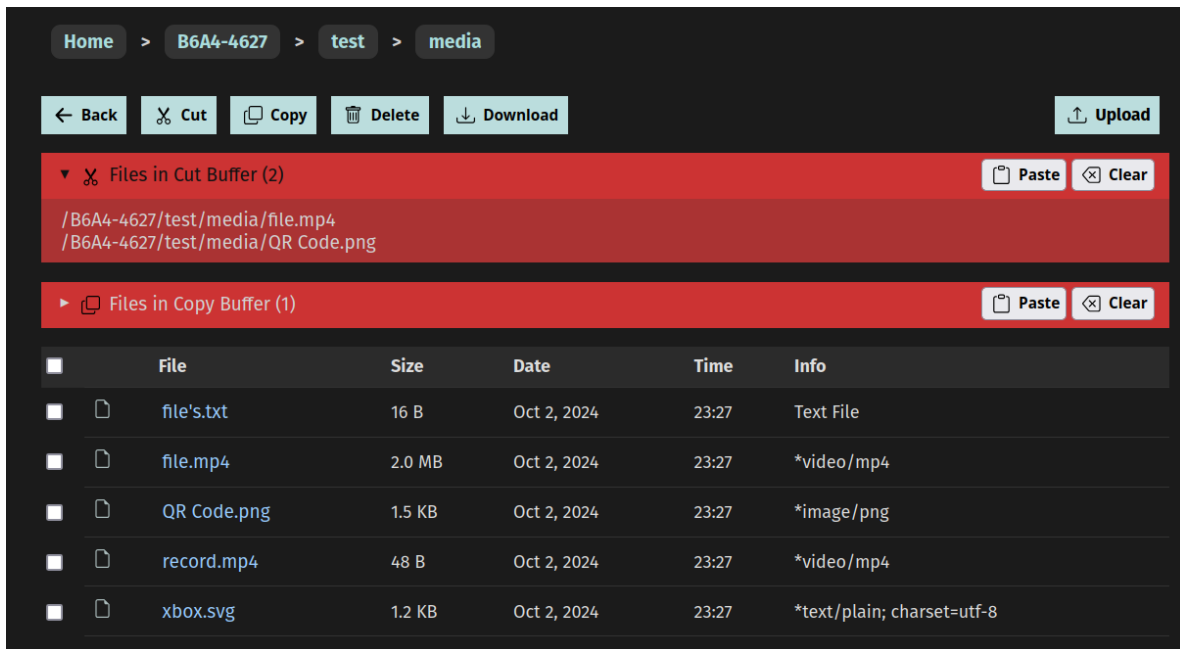 Home > B6A4-4627 > test > media
Back Cut Copy Delete Download Upload
Files in Cut Buffer (2) Paste Clear
/B6A4-4627/test/media/file.mp4
/B6A4-4627/test/media/QR Code.png
Files in Copy Buffer (1) Paste Clear
File Size Date Time Info
file's.txt 16 B Oct 2, 2024 23:27 Text File
file.mp4 2.0 MB Oct 2, 2024 23:27 *video/mp4
QR Code.png 1.5 KB Oct 2, 2024 23:27 *image/png
record.mp4 48 B Oct 2, 2024 23:27 *video/mp4
xbox.svg 1.2 KB Oct 2, 2024 23:27 *text/plain; charset=utf-8